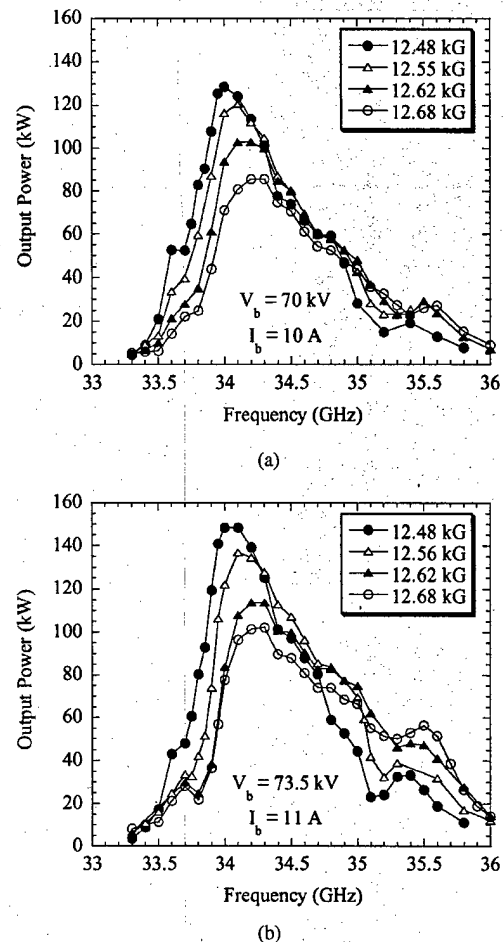 (a)
160
140
120
100
80
60
40
20
0
Output Power (kW)
12.48 kG
12.55 kG
12.62 kG
12.68 kG
V_b = 70 kV
I_b = 10 A
33 33.5 34 34.5 35 35.5 36
Frequency (GHz)
(a)
160
140
120
100
80
60
40
20
0
Output Power (kW)
12.48 kG
12.56 kG
12.62 kG
12.68 kG
V_b = 73.5 kV
I_b = 11 A
33 33.5 34 34.5 35 35.5 36
Frequency (GHz)
(b)